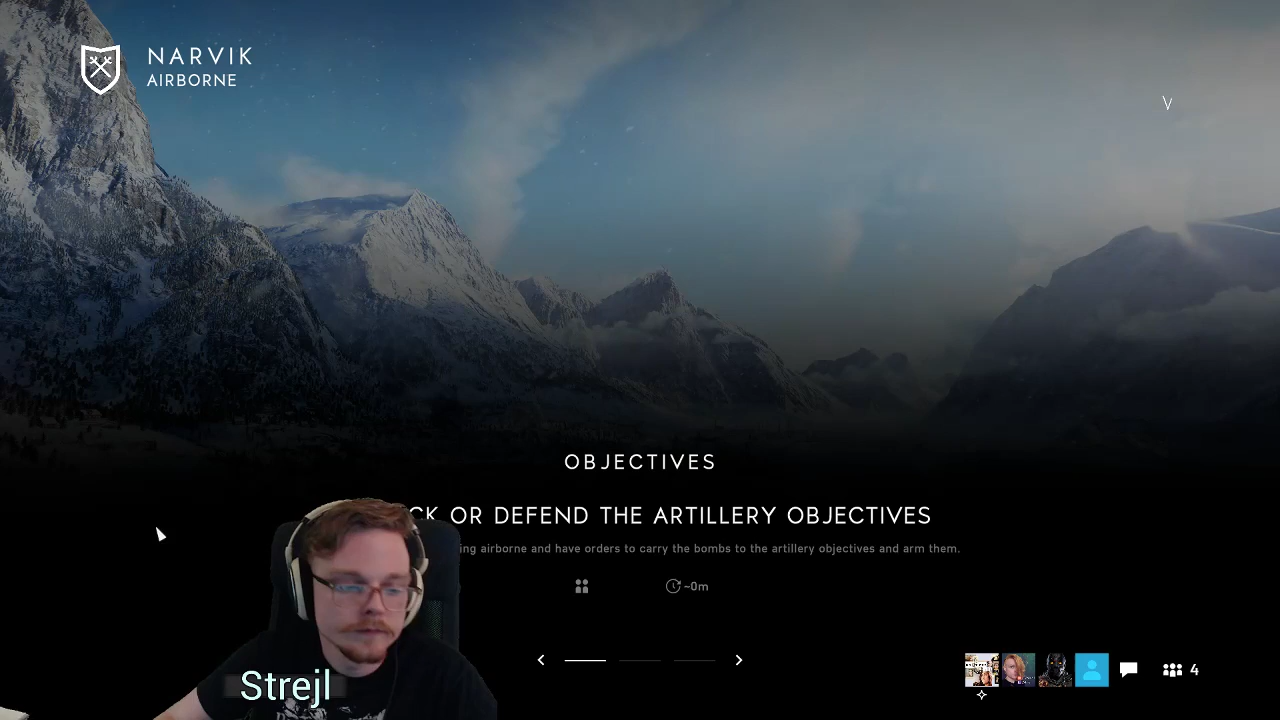 NARVIK
AIRBORNE
V
OBJECTIVES
CK OR DEFEND THE ARTILLERY OBJECTIVES
ing airborne and have orders to carry the bombs to the artillery objectives and arm them.
~0m
4
Strejl